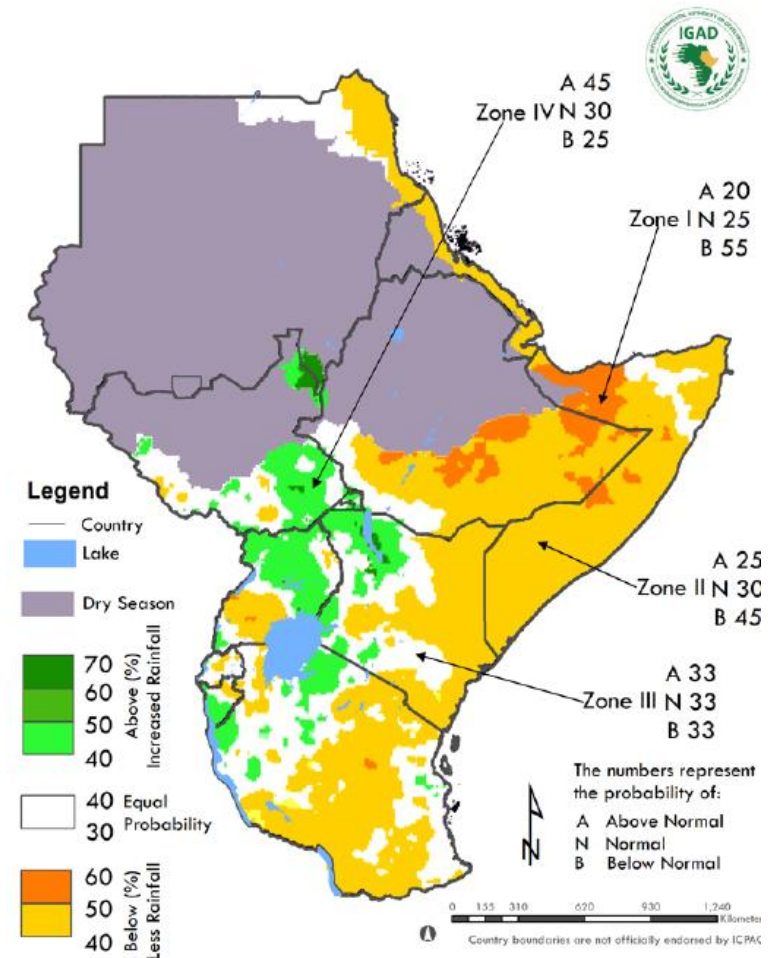 IGAD
A 45
Zone IV N 30
B 25
A 20
Zone I N 25
B 55
Legend
Country
Lake
Dry Season
70
60
50
40
Above (%)
Increased Rainfall
40
30
Equal
Probability
60
50
40
Below (%)
Less Rainfall
A 25
Zone II N 30
B 45
A 33
Zone III N 33
B 33
The numbers represent
the probability of:
A Above Normal
N Normal
B Below Normal
N
0 155 310 620 930 1,240
Kilometer
Country boundaries are not officially endorsed by ICPAC